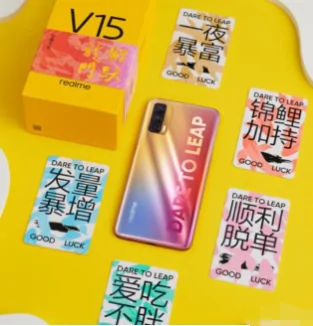 V15
realme
DARE TO LEAP
一夜
暴富
GOOD LUCK
DARE TO LEAP
锦鲤
加持
GOOD LUCK
DARE TO LEAP
realme
DARE TO LEAP
发量
暴增
GOOD LUCK
DARE TO LEAP
顺利
脱单
GOOD LUCK
DARE TO LEAP
爱吃
不胖